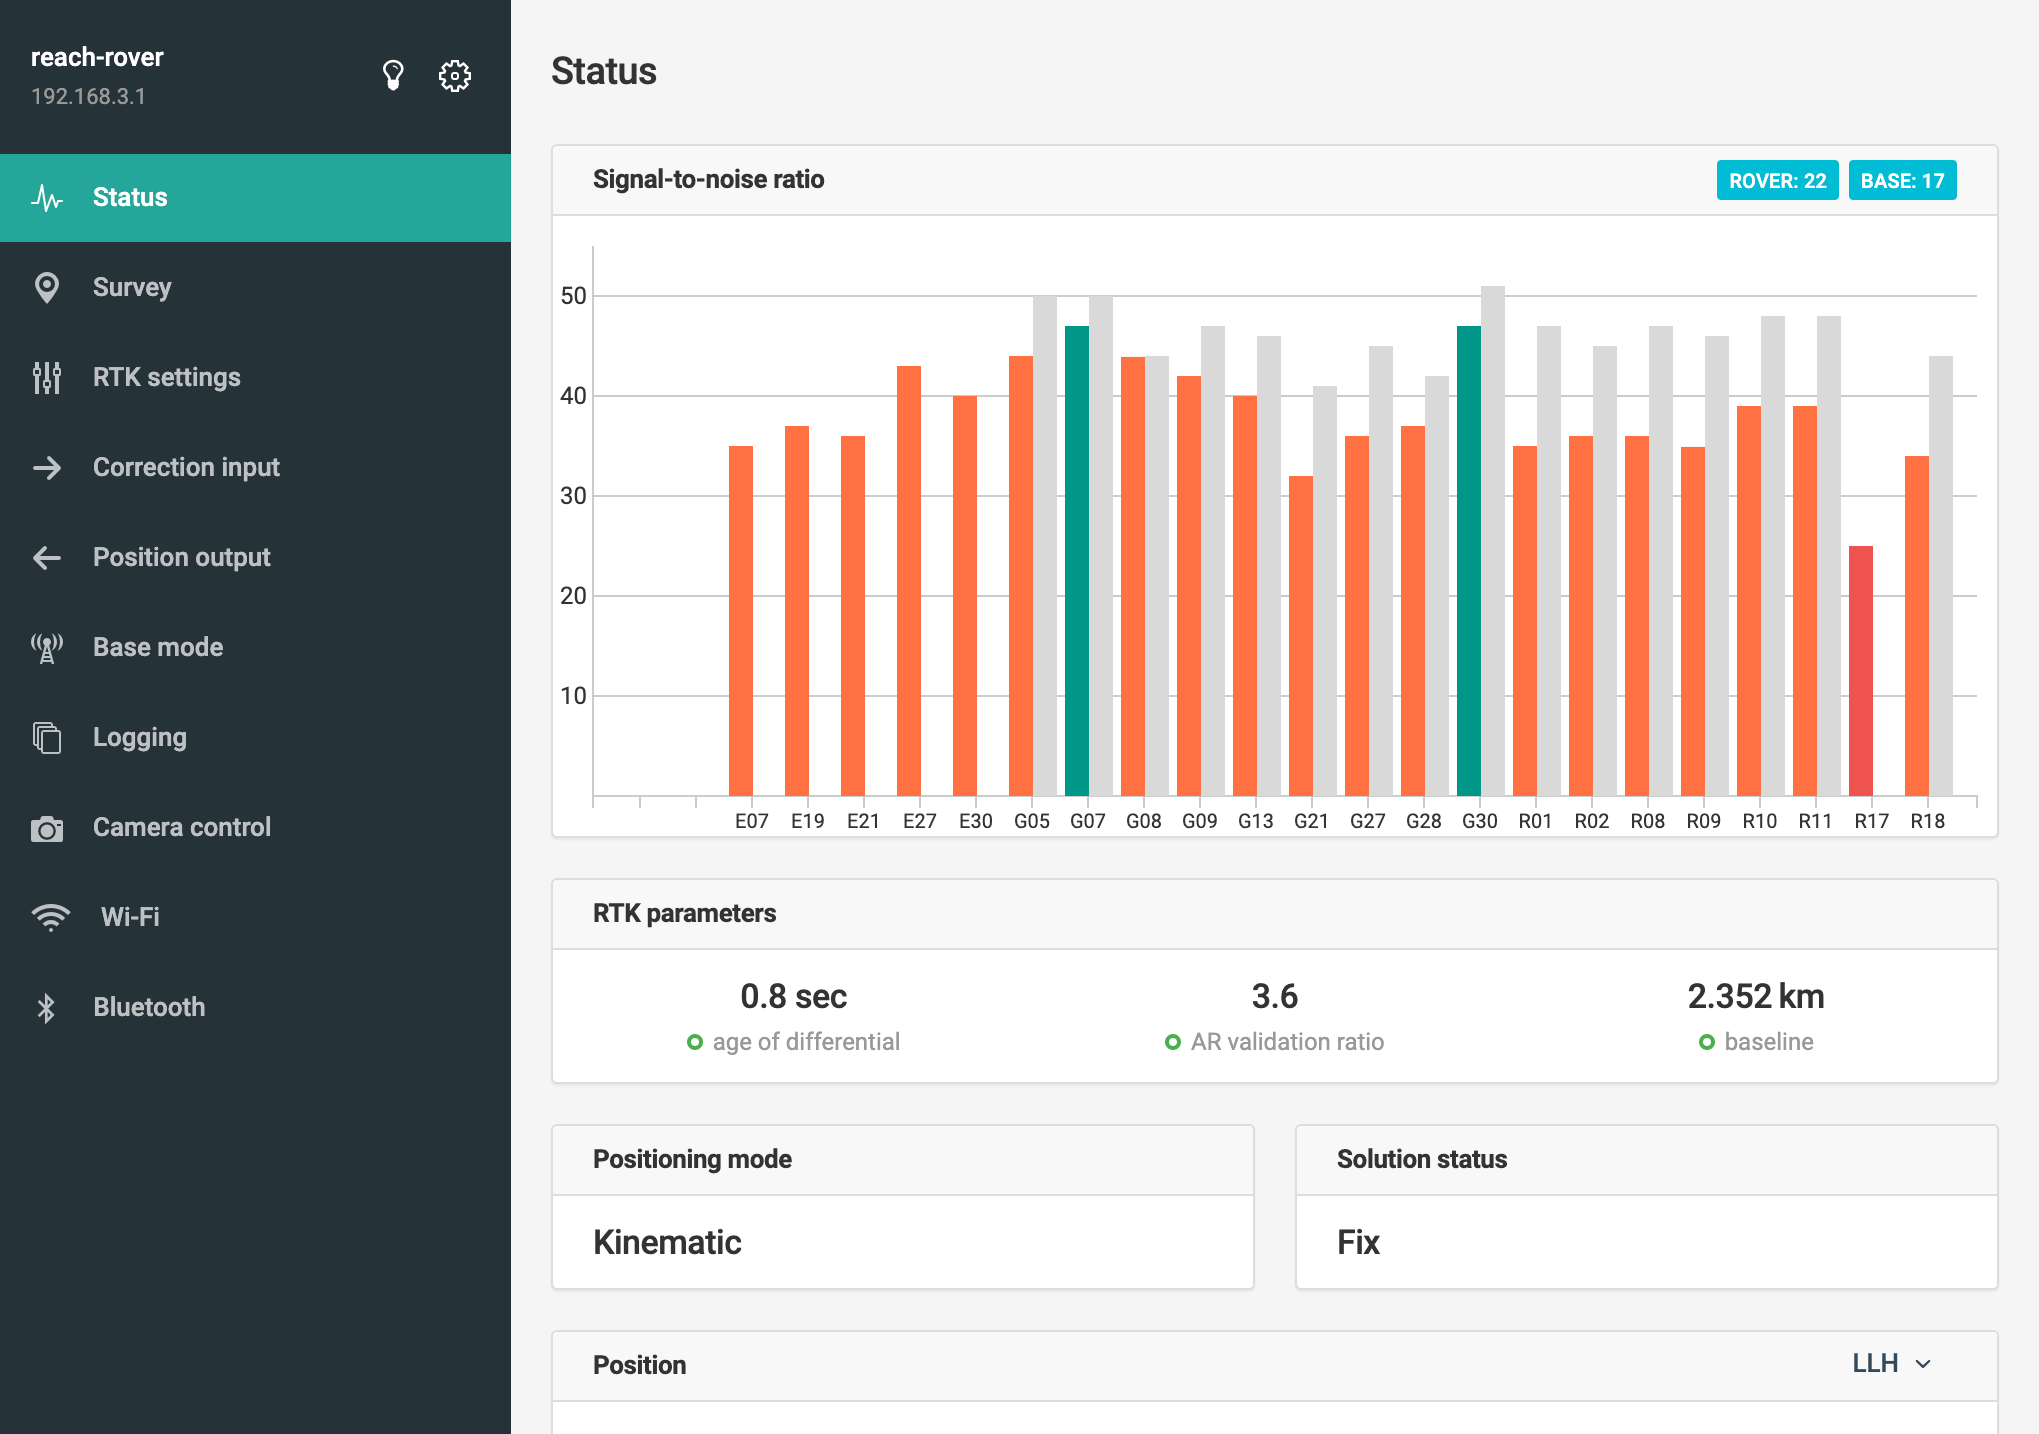 reach-rover
192.168.3.1
Status
Survey
RTK settings
Correction input
Position output
Base mode
Logging
Camera control
Wi-Fi
Bluetooth
Status
Signal-to-noise ratio
ROVER: 22 BASE: 17
50
40
30
20
10
E07 E19 E21 E27 E30 G05 G07 G08 G09 G13 G21 G27 G28 G30 R01 R02 R08 R09 R10 R11 R17 R18
RTK parameters
0.8 sec 3.6 2.352 km
age of differential AR validation ratio baseline
Positioning mode
Kinematic
Solution status
Fix
Position LLH